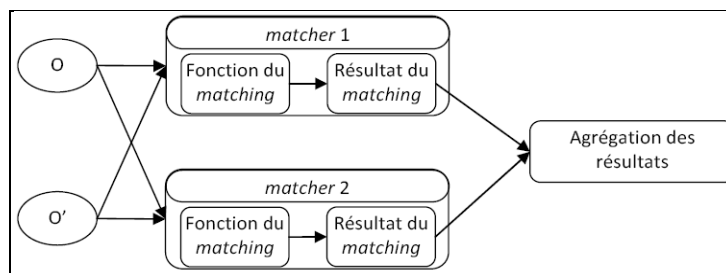 matcher 1
O
Fonction du
matching
Résultat du
matching
Agrégation des
résultats
matcher 2
O'
Fonction du
matching
Résultat du
matching